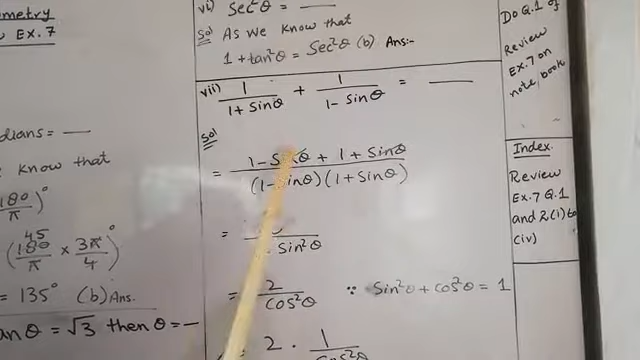 ometry
Ex. 7
dians = —
know that
(180/π)°
(180/π × 3π/4)°
45
= 135° (b) Ans.
an θ = √3 then θ = —
vi) Sec²θ = ——
Sol As we know that
1 + tan²θ = Sec²θ (b) Ans:-
vii) 1/(1 + Sinθ) + 1/(1 - Sinθ) = ——
Sol
= (1 - Sinθ + 1 + Sinθ)/((1 - Sinθ)(1 + Sinθ))
=
Sin²θ
= 2/Cos²θ ∵ Sin²θ + Cos²θ = 1
2 · 1/Cos²θ
Do Q.1 of
Review
Ex.7 on
note book
Index.
Review
Ex.7 Q.1
and 2(i) to
(iv)